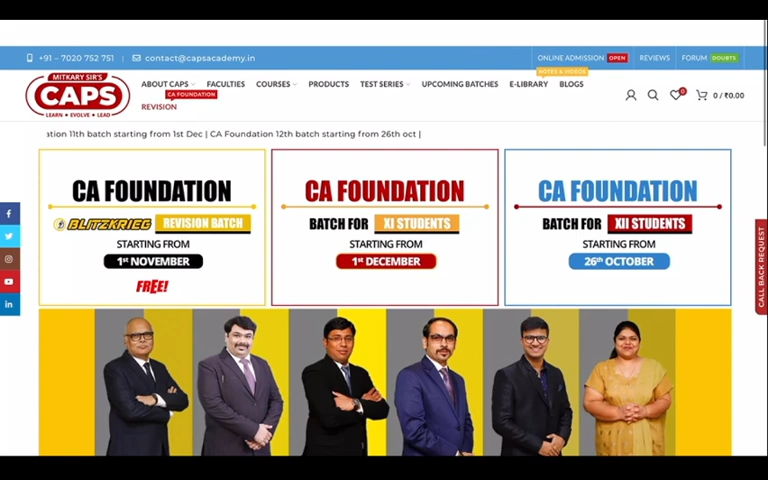 +91 – 7020 752 751 | contact@capsacademy.in
ONLINE ADMISSION OPEN
REVIEWS
FORUM DOUBTS
MITKARY SIR'S
CAPS
LEARN • EVOLVE • LEAD
ABOUT CAPS
FACULTIES
COURSES
PRODUCTS
TEST SERIES
UPCOMING BATCHES
NOTES & VIDEOS
E-LIBRARY
BLOGS
CA FOUNDATION
REVISION
0
0 / ₹0.00
ation 11th batch starting from 1st Dec | CA Foundation 12th batch starting from 26th oct |
CA FOUNDATION
BLITZKRIEG REVISION BATCH
STARTING FROM
1st NOVEMBER
FREE!
CA FOUNDATION
BATCH FOR XI STUDENTS
STARTING FROM
1st DECEMBER
CA FOUNDATION
BATCH FOR XII STUDENTS
STARTING FROM
26th OCTOBER
CALL BACK REQUEST